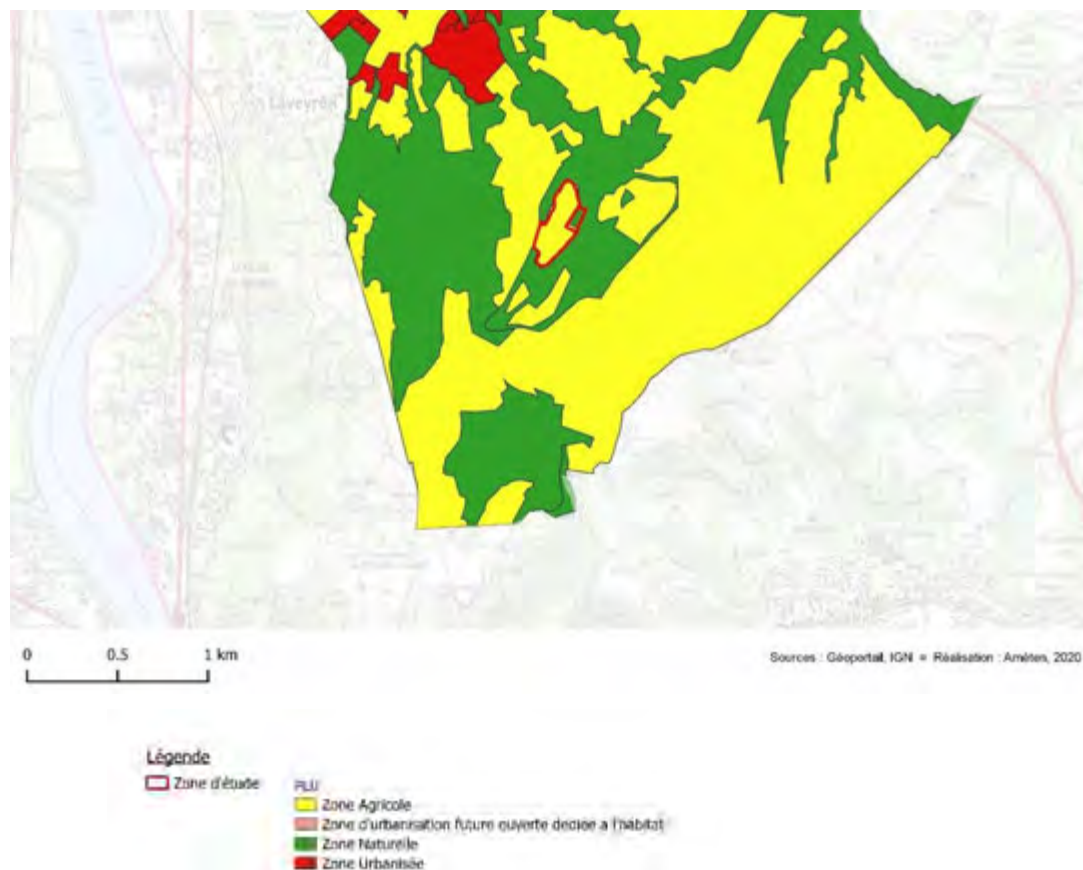 Laveyron
0 0.5 1 km
Sources : Géoportail, IGN = Réalisation : Amétes, 2020
Légende
Zone d'étude
PLU
Zone Agricole
Zone d'urbanisation future ouverte dédiée à l'habitat
Zone Naturelle
Zone Urbanisée